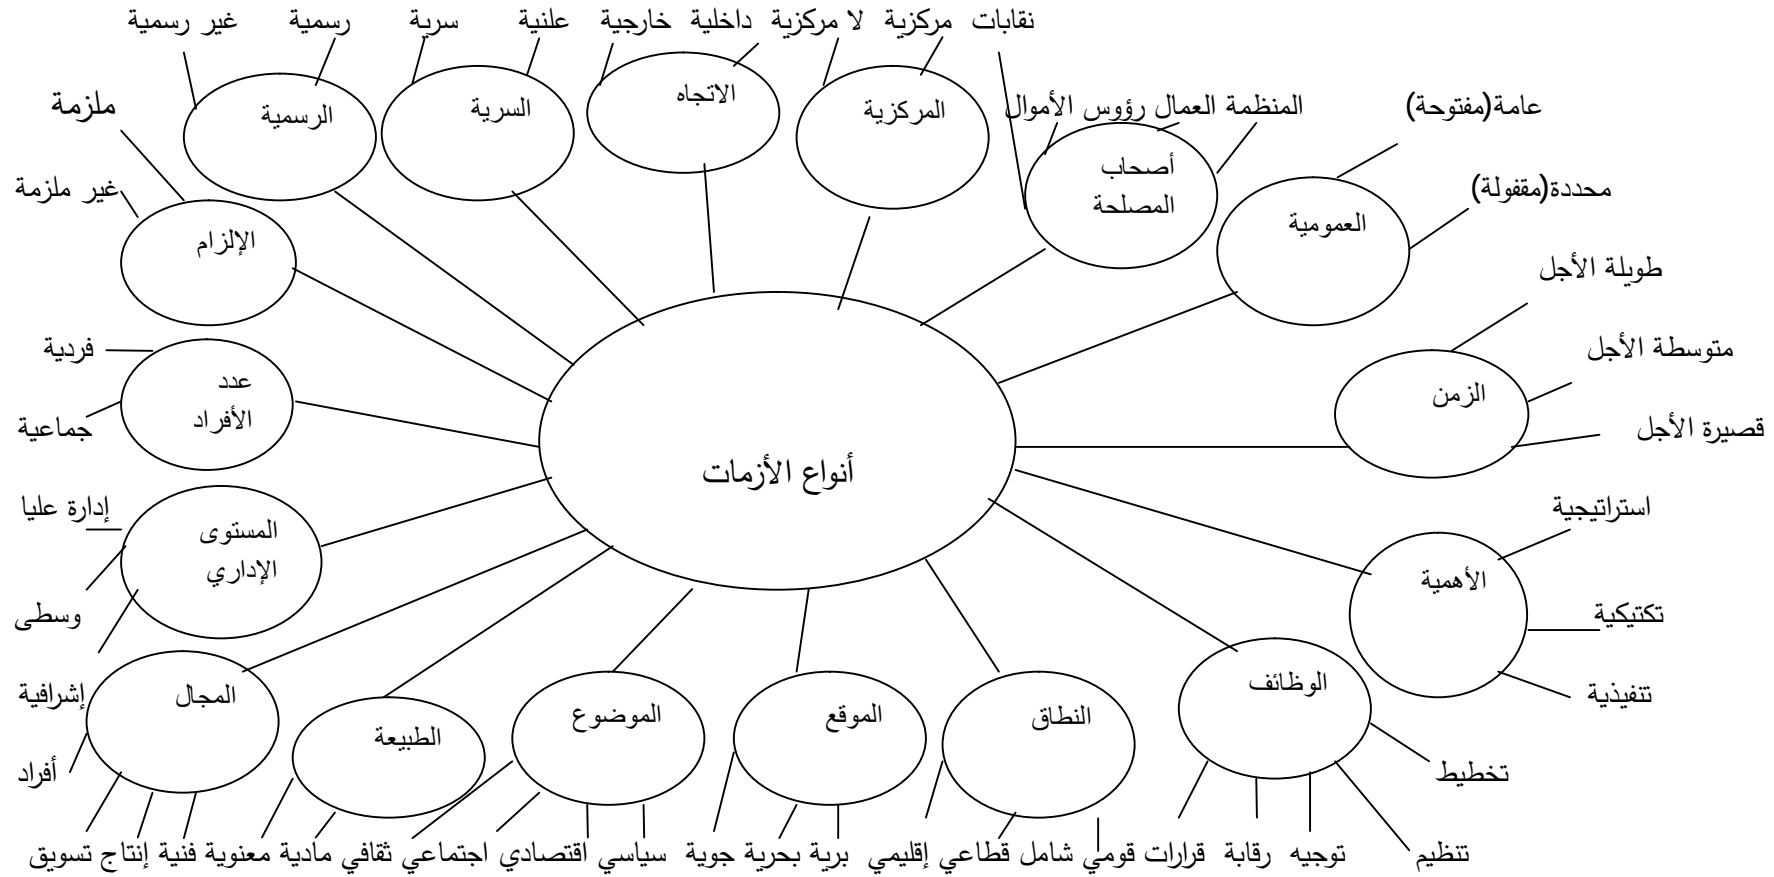 نقابات مركزية لا مركزية داخلية خارجية علنية سرية رسمية غير رسمية
المنظمة العمال رؤوس الأموال
عامة(مفتوحة)
محددة(مقفولة)
العمومية
أصحاب
المصلحة
المركزية
الاتجاه
السرية
الرسمية
ملزمة
غير ملزمة
الإلزام
طويلة الأجل
متوسطة الأجل
قصيرة الأجل
الزمن
فردية
جماعية
عدد
الأفراد
أنواع الأزمات
استراتيجية
تكتيكية
تنفيذية
الأهمية
إدارة عليا
وسطى
إشرافية
المستوى
الإداري
الوظائف
النطاق
الموقع
الموضوع
الطبيعة
المجال
أفراد
تخطيط
تنظيم توجيه رقابة قرارات قومي شامل قطاعي إقليمي برية بحرية جوية سياسي اقتصادي اجتماعي ثقافي مادية معنوية فنية إنتاج تسويق